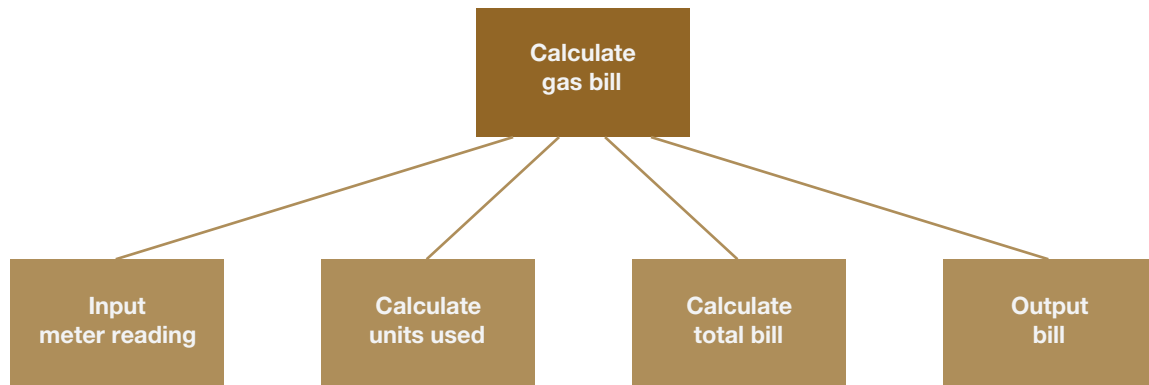 Calculate
gas bill
Input
meter reading
Calculate
units used
Calculate
total bill
Output
bill